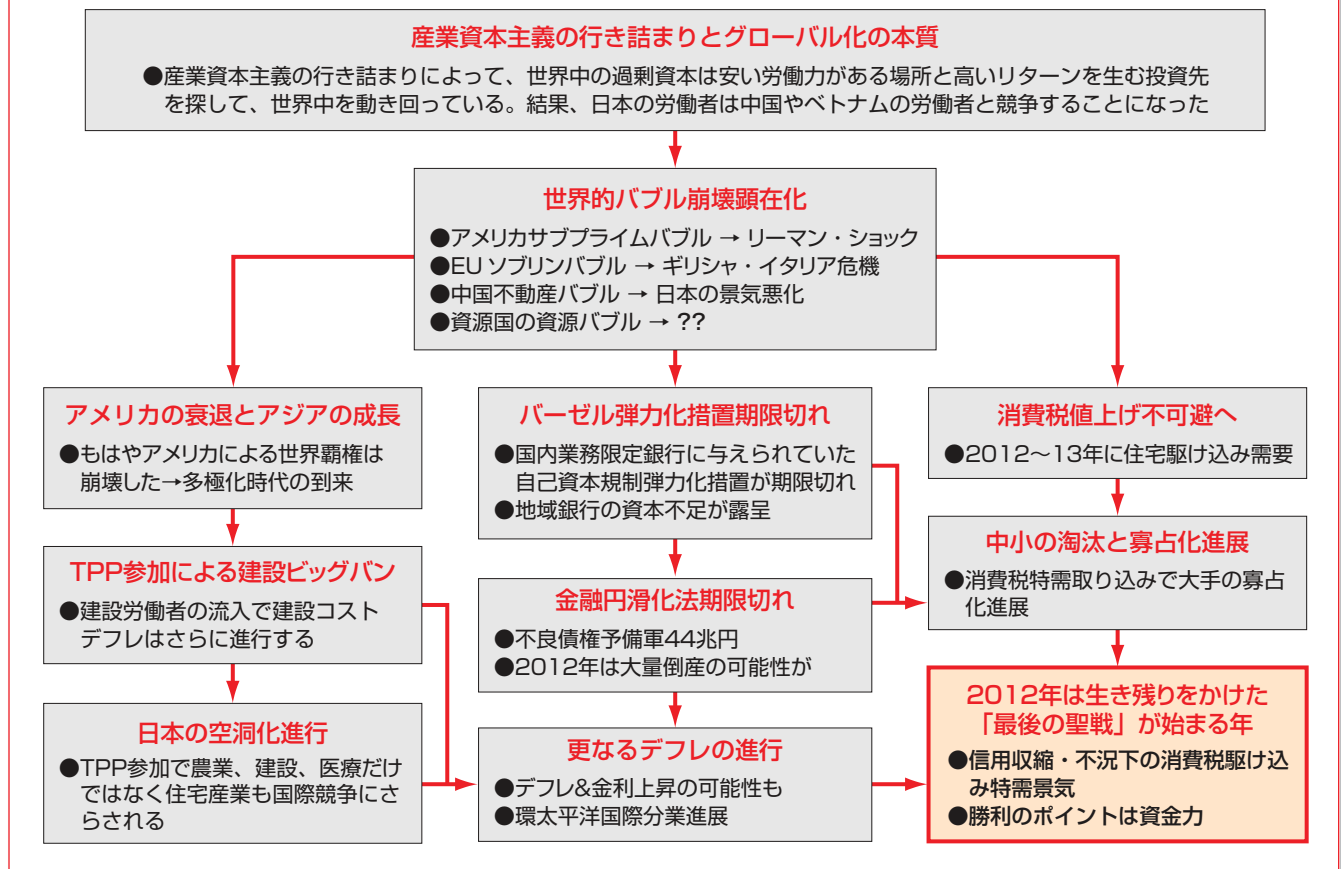 産業資本主義の行き詰まりとグローバル化の本質
●産業資本主義の行き詰まりによって、世界中の過剰資本は安い労働力がある場所と高いリターンを生む投資先
を探して、世界中を動き回っている。結果、日本の労働者は中国やベトナムの労働者と競争することになった
世界的バブル崩壊顕在化
●アメリカサブプライムバブル → リーマン・ショック
●EU ソブリンバブル → ギリシャ・イタリア危機
●中国不動産バブル → 日本の景気悪化
●資源国の資源バブル → ??
アメリカの衰退とアジアの成長
●もはやアメリカによる世界覇権は
崩壊した→多極化時代の到来
TPP参加による建設ビッグバン
●建設労働者の流入で建設コスト
デフレはさらに進行する
日本の空洞化進行
●TPP参加で農業、建設、医療だけ
ではなく住宅産業も国際競争にさ
らされる
バーゼル弾力化措置期限切れ
●国内業務限定銀行に与えられていた
自己資本規制弾力化措置が期限切れ
●地域銀行の資本不足が露呈
金融円滑化法期限切れ
●不良債権予備軍44兆円
●2012年は大量倒産の可能性が
更なるデフレの進行
●デフレ&金利上昇の可能性も
●環太平洋国際分業進展
消費税値上げ不可避へ
●2012〜13年に住宅駆け込み需要
中小の淘汰と寡占化進展
●消費税特需取り込みで大手の寡占
化進展
2012年は生き残りをかけた
「最後の聖戦」が始まる年
●信用収縮・不況下の消費税駆け込
み特需景気
●勝利のポイントは資金力